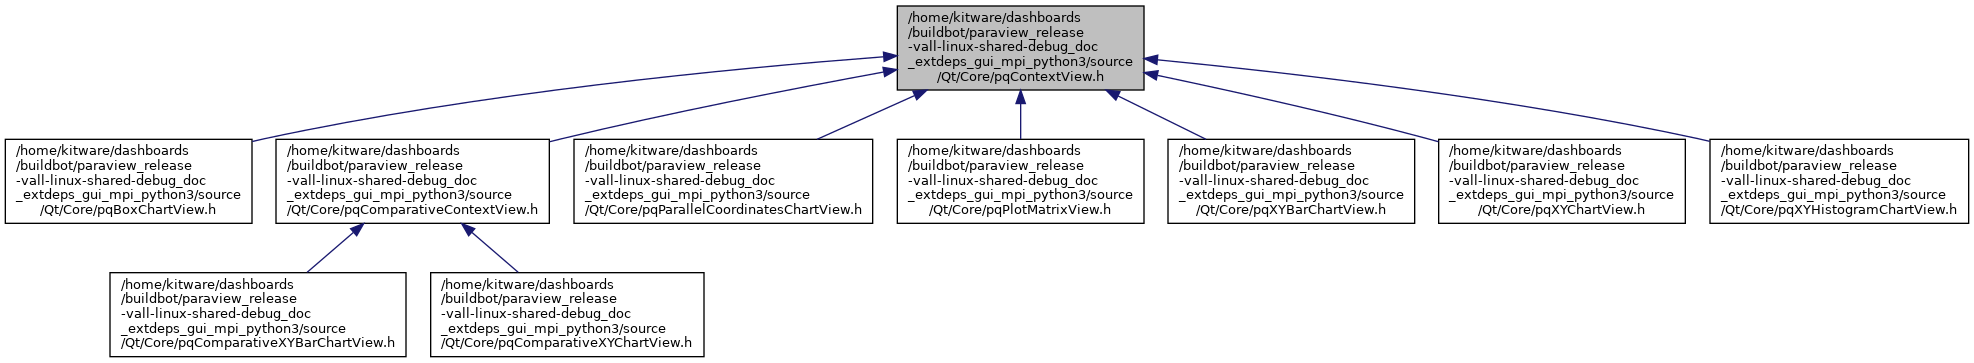 /home/kitware/dashboards
/buildbot/paraview_release
-vall-linux-shared-debug_doc
_extdeps_gui_mpi_python3/source
/Qt/Core/pqContextView.h
/home/kitware/dashboards
/buildbot/paraview_release
-vall-linux-shared-debug_doc
_extdeps_gui_mpi_python3/source
/Qt/Core/pqBoxChartView.h
/home/kitware/dashboards
/buildbot/paraview_release
-vall-linux-shared-debug_doc
_extdeps_gui_mpi_python3/source
/Qt/Core/pqComparativeContextView.h
/home/kitware/dashboards
/buildbot/paraview_release
-vall-linux-shared-debug_doc
_extdeps_gui_mpi_python3/source
/Qt/Core/pqParallelCoordinatesChartView.h
/home/kitware/dashboards
/buildbot/paraview_release
-vall-linux-shared-debug_doc
_extdeps_gui_mpi_python3/source
/Qt/Core/pqPlotMatrixView.h
/home/kitware/dashboards
/buildbot/paraview_release
-vall-linux-shared-debug_doc
_extdeps_gui_mpi_python3/source
/Qt/Core/pqXYBarChartView.h
/home/kitware/dashboards
/buildbot/paraview_release
-vall-linux-shared-debug_doc
_extdeps_gui_mpi_python3/source
/Qt/Core/pqXYChartView.h
/home/kitware/dashboards
/buildbot/paraview_release
-vall-linux-shared-debug_doc
_extdeps_gui_mpi_python3/source
/Qt/Core/pqXYHistogramChartView.h
/home/kitware/dashboards
/buildbot/paraview_release
-vall-linux-shared-debug_doc
_extdeps_gui_mpi_python3/source
/Qt/Core/pqComparativeXYBarChartView.h
/home/kitware/dashboards
/buildbot/paraview_release
-vall-linux-shared-debug_doc
_extdeps_gui_mpi_python3/source
/Qt/Core/pqComparativeXYChartView.h